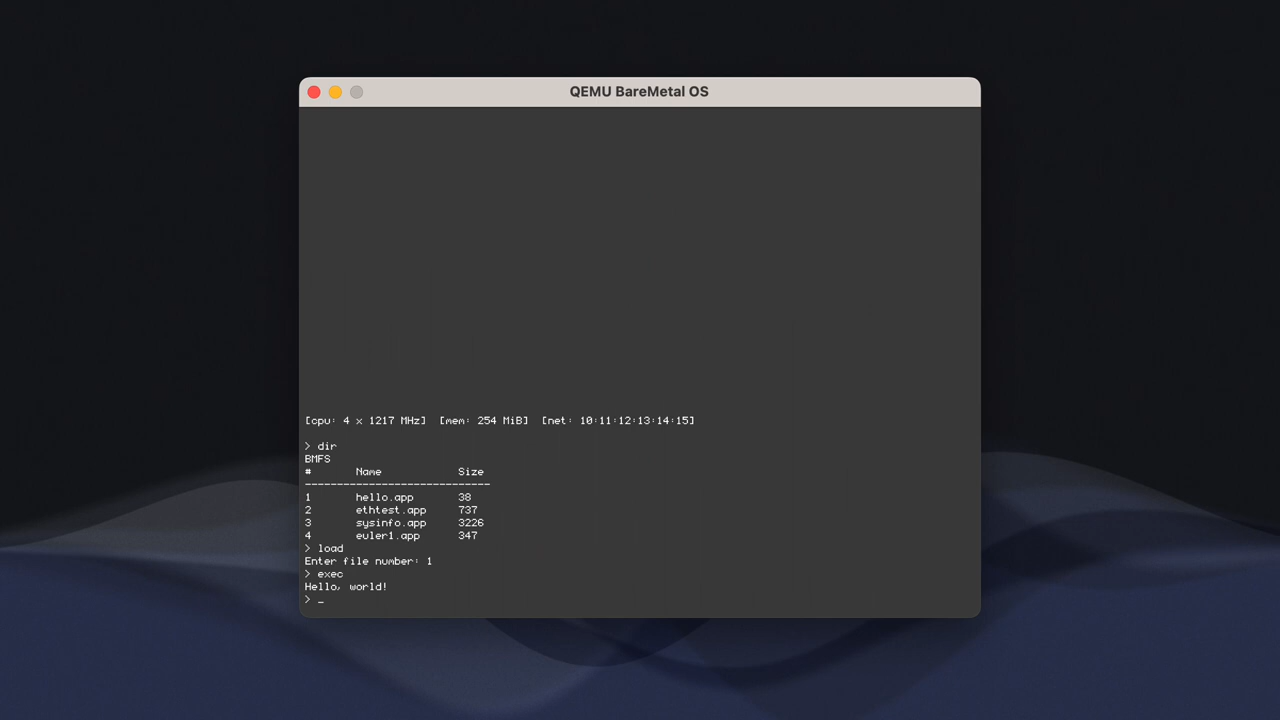 QEMU BareMetal OS
[cpu: 4 x 1217 MHz]  [mem: 254 MiB]  [net: 10:11:12:13:14:15]
> dir
BMFS
#       Name            Size
-----------------------------
1       hello.app       38
2       ethtest.app     737
3       sysinfo.app     3226
4       euler1.app      347
> load
Enter file number: 1
> exec
Hello, world!
> _